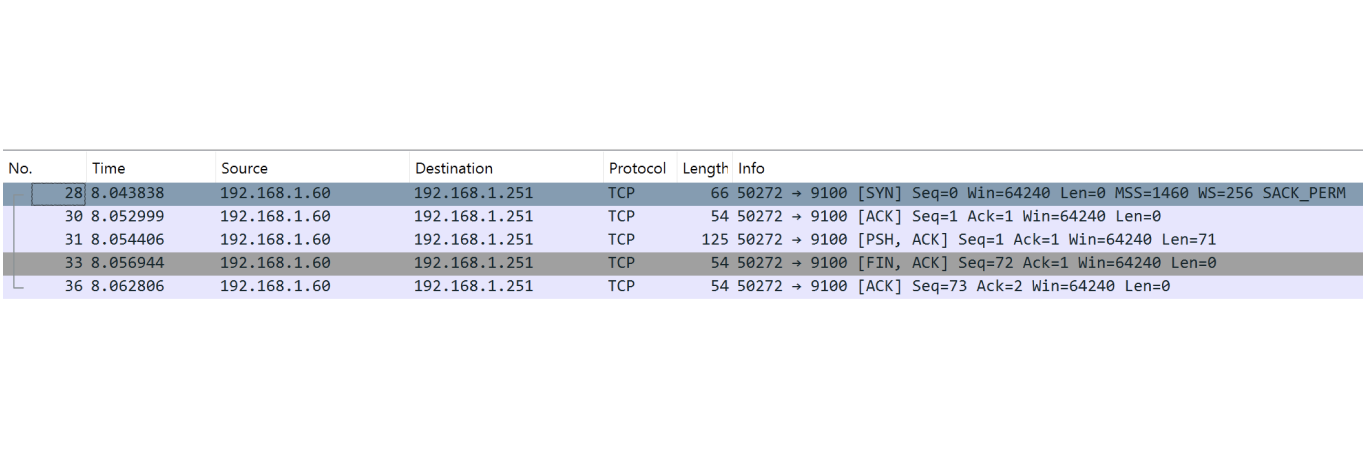 No. Time Source Destination Protocol Length Info
28 8.043838 192.168.1.60 192.168.1.251 TCP 66 50272 → 9100 [SYN] Seq=0 Win=64240 Len=0 MSS=1460 WS=256 SACK_PERM
30 8.052999 192.168.1.60 192.168.1.251 TCP 54 50272 → 9100 [ACK] Seq=1 Ack=1 Win=64240 Len=0
31 8.054406 192.168.1.60 192.168.1.251 TCP 125 50272 → 9100 [PSH, ACK] Seq=1 Ack=1 Win=64240 Len=71
33 8.056944 192.168.1.60 192.168.1.251 TCP 54 50272 → 9100 [FIN, ACK] Seq=72 Ack=1 Win=64240 Len=0
36 8.062806 192.168.1.60 192.168.1.251 TCP 54 50272 → 9100 [ACK] Seq=73 Ack=2 Win=64240 Len=0